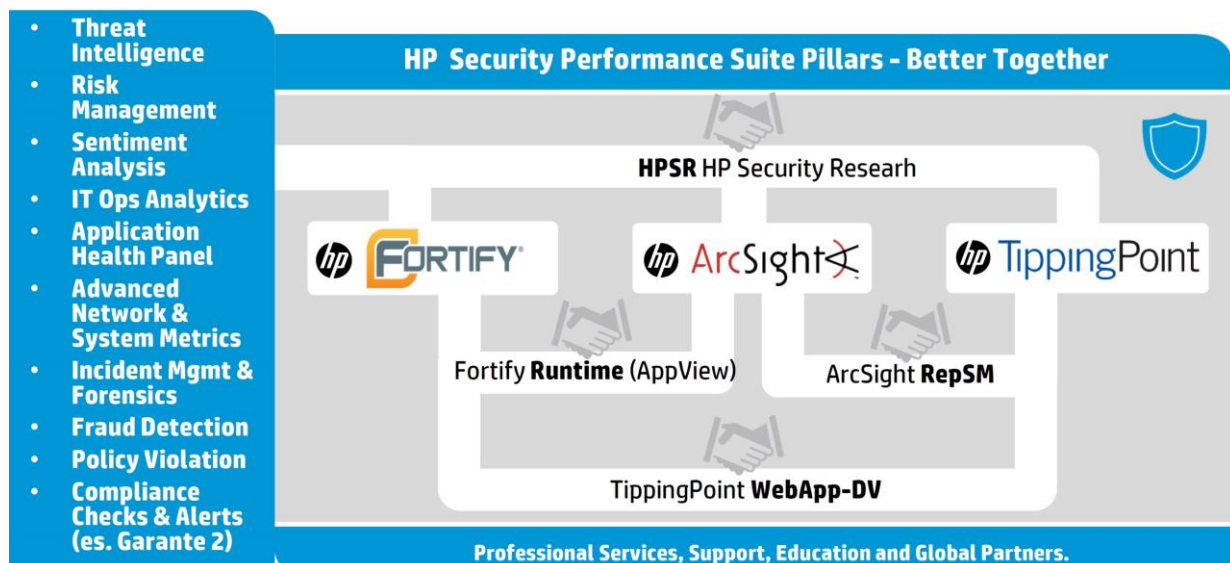 • Threat
Intelligence
• Risk
Management
• Sentiment
Analysis
• IT Ops Analytics
• Application
Health Panel
• Advanced
Network &
System Metrics
• Incident Mgmt &
Forensics
• Fraud Detection
• Policy Violation
• Compliance
Checks & Alerts
(es. Garante 2)
HP Security Performance Suite Pillars - Better Together
HPSR HP Security Researh
hp FORTIFY®
hp ArcSight™
hp TippingPoint
Fortify Runtime (AppView)
ArcSight RepSM
TippingPoint WebApp-DV
Professional Services, Support, Education and Global Partners.